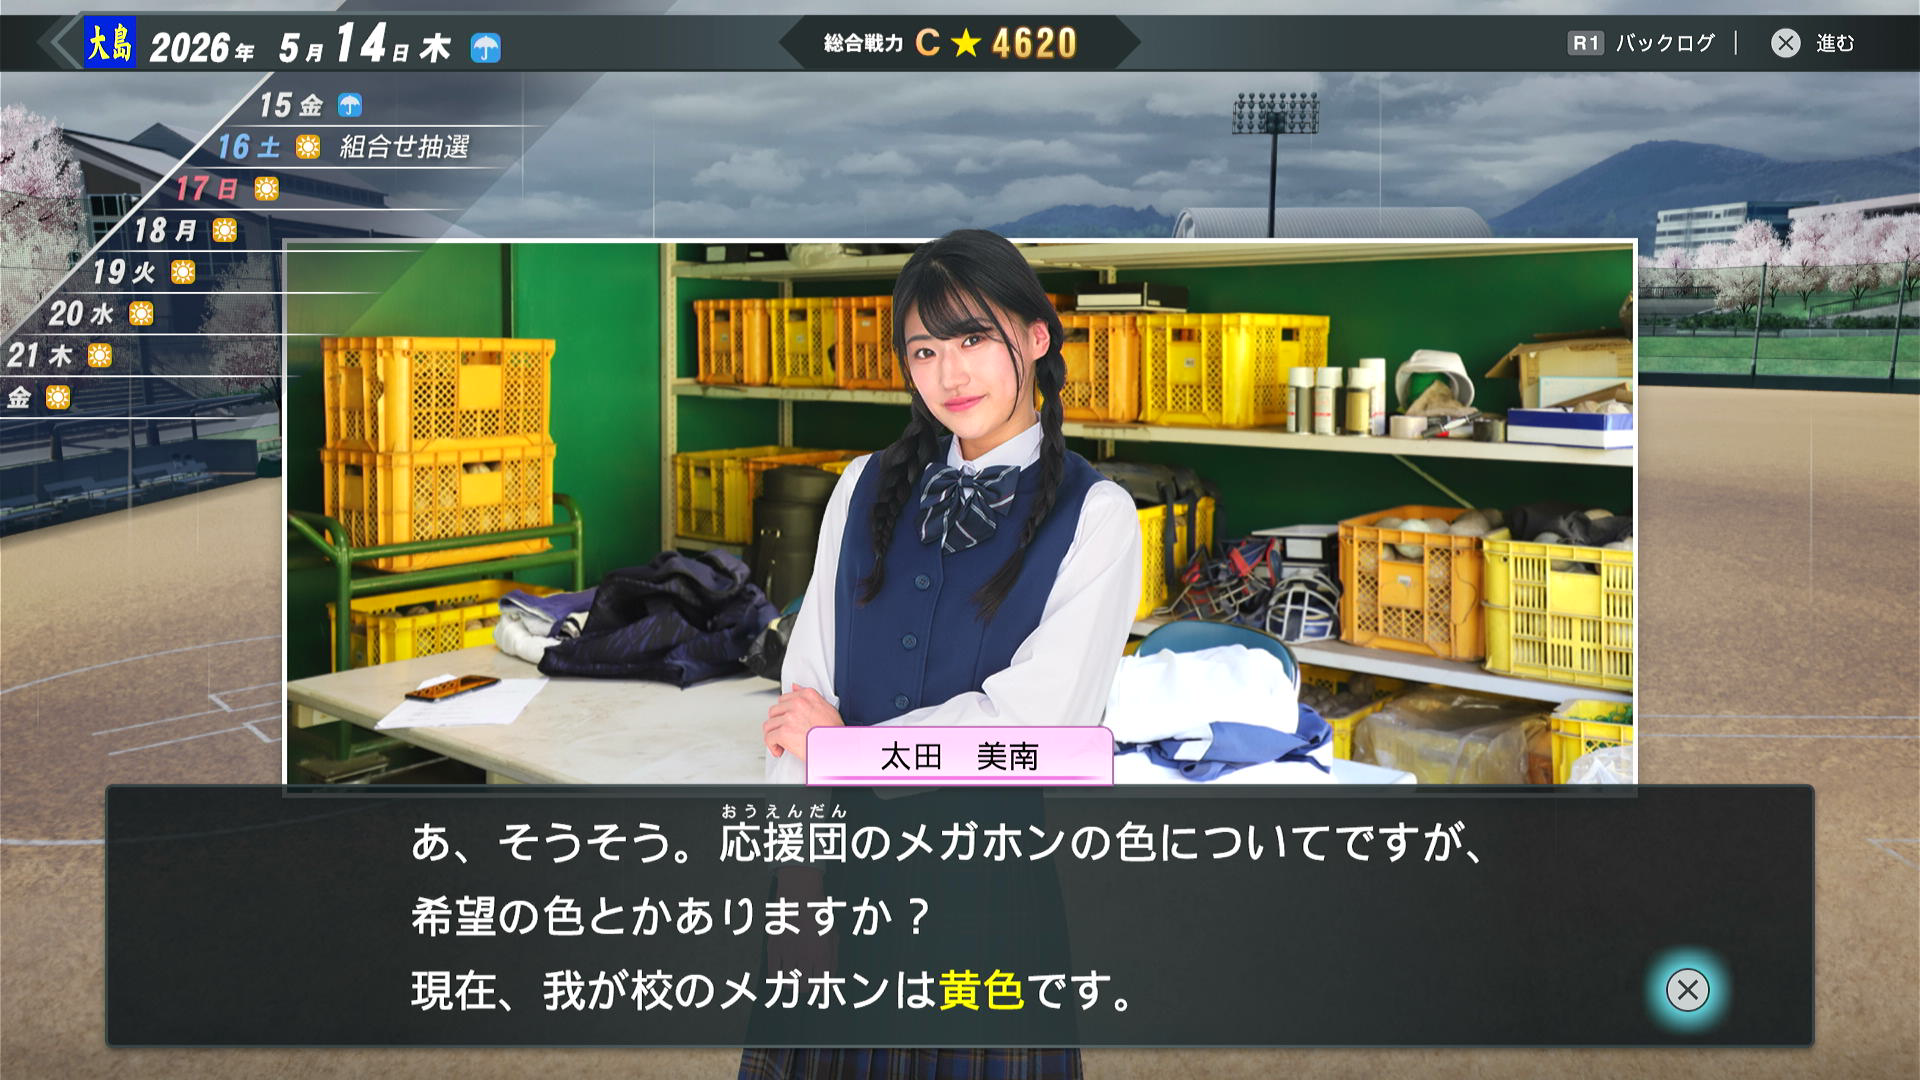 大島 2026年 5月14日 木
総合戦力 C ★ 4620
R1 バックログ | ⊗ 進む
15 金
16 土 組合せ抽選
17 日
18 月
19 火
20 水
21 木
金
太田 美南
おうえんだん
あ、そうそう。応援団のメガホンの色についてですが、
希望の色とかありますか？
現在、我が校のメガホンは黄色です。